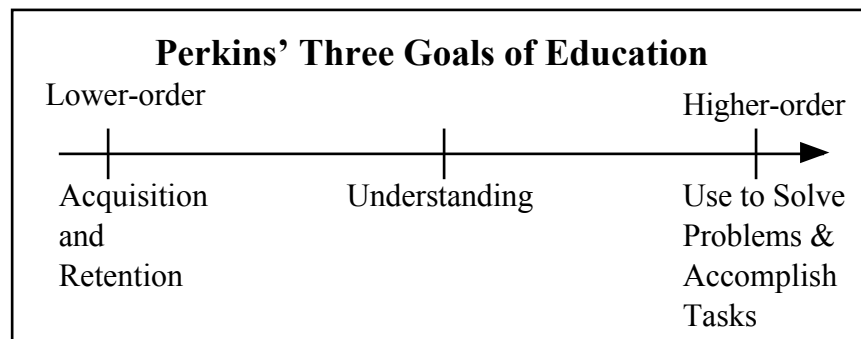 Perkins’ Three Goals of Education
Lower-order
Higher-order
Acquisition
and
Retention
Understanding
Use to Solve
Problems &
Accomplish
Tasks